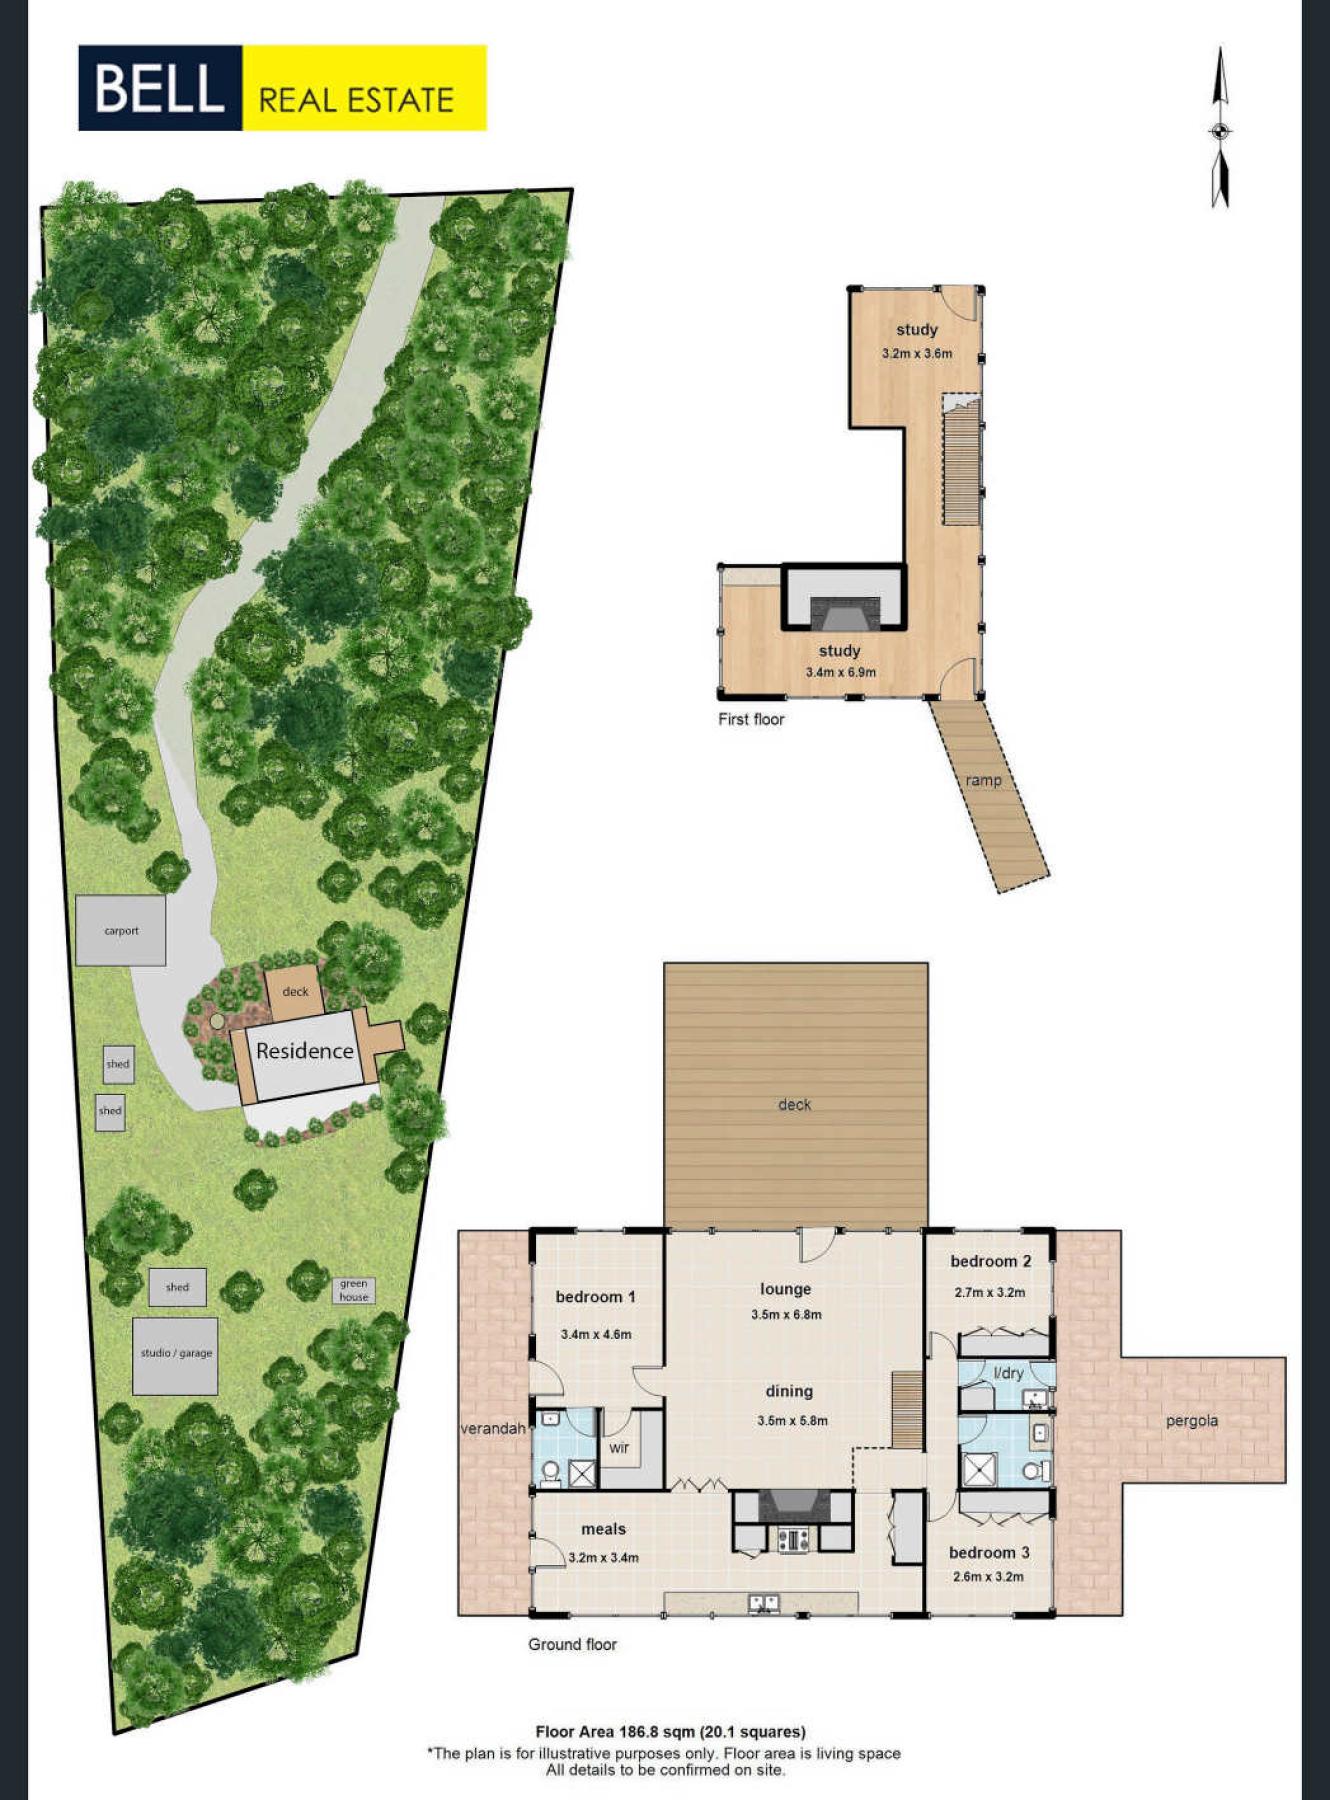 BELL REAL ESTATE
study
3.2m x 3.6m
study
3.4m x 6.9m
First floor
ramp
carport
deck
Residence
shed
shed
shed
green
house
studio / garage
deck
bedroom 1
3.4m x 4.6m
lounge
3.5m x 6.8m
bedroom 2
2.7m x 3.2m
l/dry
dining
3.5m x 5.8m
verandah
wir
pergola
meals
3.2m x 3.4m
bedroom 3
2.6m x 3.2m
Ground floor
Floor Area 186.8 sqm (20.1 squares)
*The plan is for illustrative purposes only. Floor area is living space
All details to be confirmed on site.